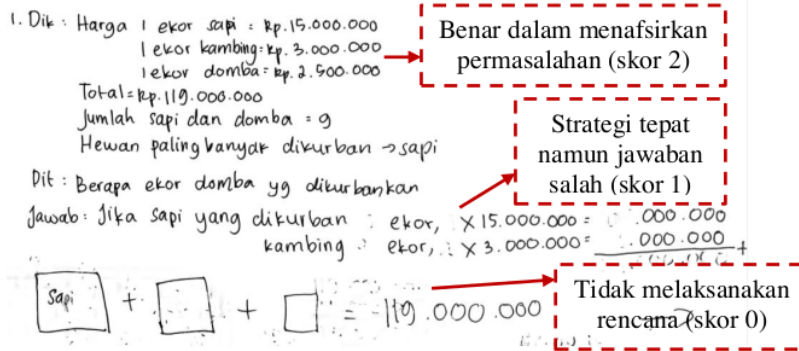 1. Dik : Harga 1 ekor sapi : Rp.15.000.000
1 ekor kambing : Rp. 3.000.000
1 ekor domba = Rp. 2.500.000
Total = Rp. 119.000.000
Jumlah sapi dan domba = 9
Hewan paling banyak dikurban → sapi
Dit : Berapa ekor domba yg dikurbankan
Jawab : Jika sapi yang dikurban : ekor, × 15.000.000 = .000.000
kambing : ekor, : × 3.000.000 = .000.000 +
Sapi + + = 119.000.000
Benar dalam menafsirkan
permasalahan (skor 2)
Strategi tepat
namun jawaban
salah (skor 1)
Tidak melaksanakan
rencana (skor 0)